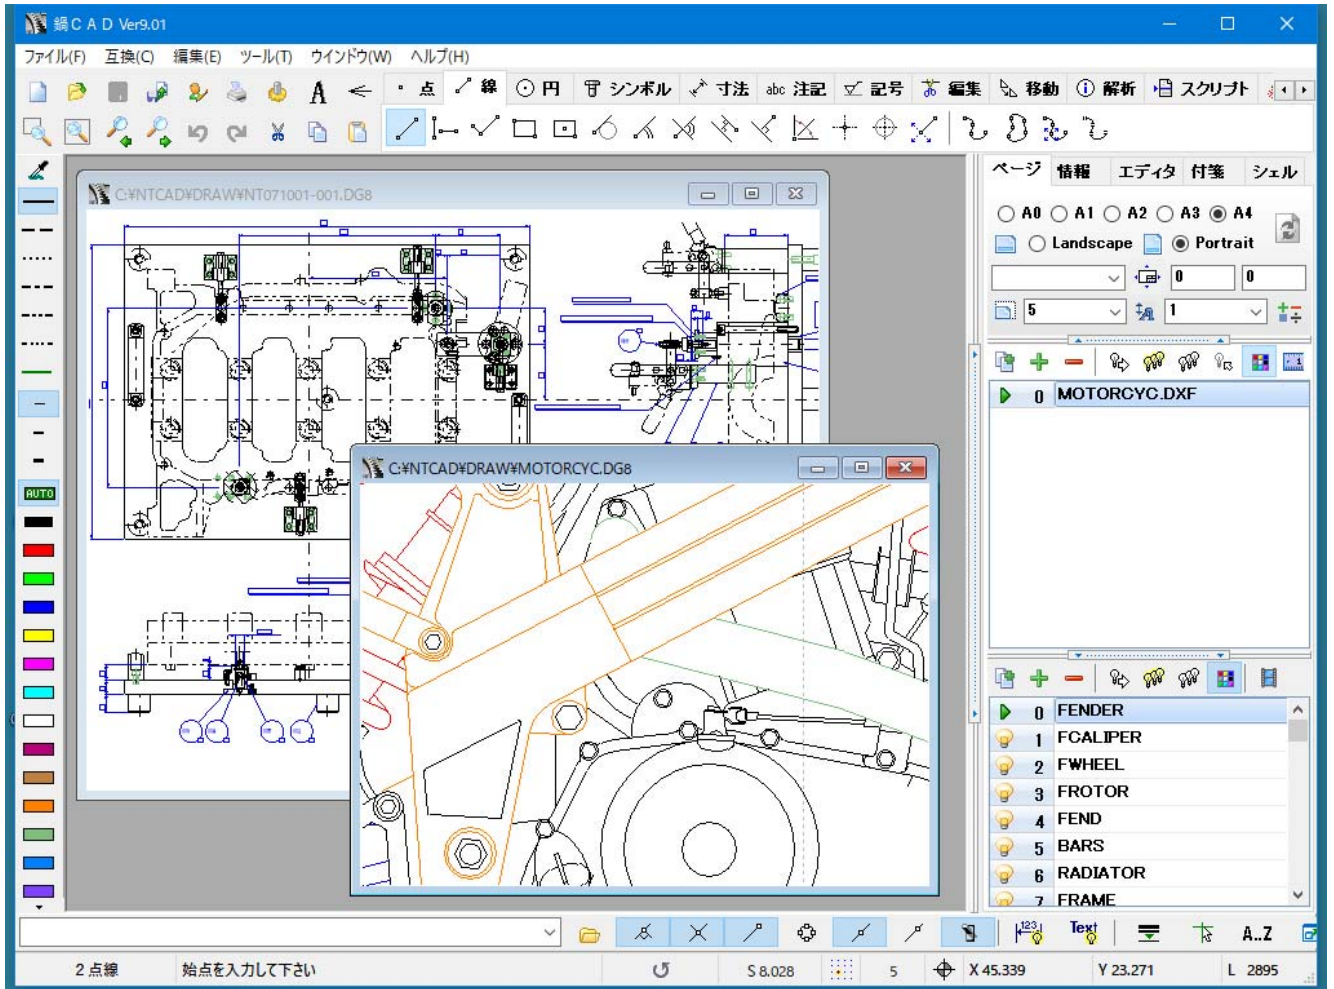 鍋ＣＡＤ Ver9.01
ファイル(F) 互換(C) 編集(E) ツール(T) ウインドウ(W) ヘルプ(H)
点 線 円 シンボル 寸法 abc 注記 記号 編集 移動 解析 スクリプト
C:¥NTCAD¥DRAW¥NT071001-001.DG8
ページ 情報 エディタ 付箋 シェル
A0 A1 A2 A3 A4
Landscape Portrait
0 0
5 1
0 MOTORCYC.DXF
C:¥NTCAD¥DRAW¥MOTORCYC.DG8
AUTO
0 FENDER
1 FCALIPER
2 FWHEEL
3 FROTOR
4 FEND
5 BARS
6 RADIATOR
7 FRAME
123 Text A..Z
2点線 始点を入力して下さい S 8.028 5 X 45.339 Y 23.271 L 2895